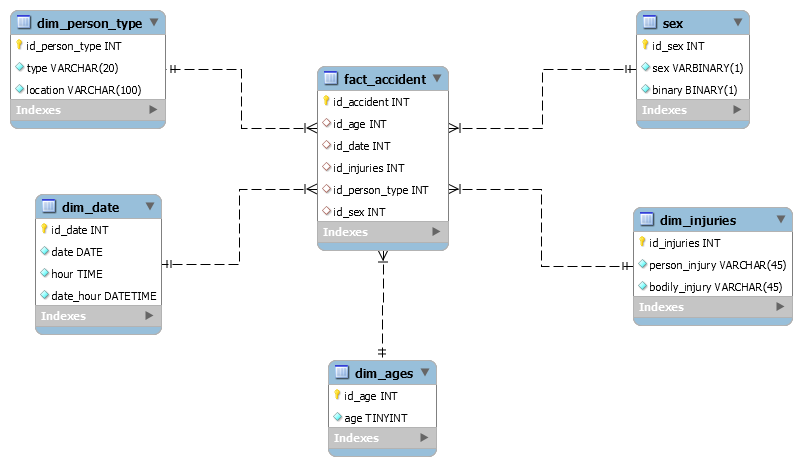 dim_person_type
id_person_type INT
type VARCHAR(20)
location VARCHAR(100)
Indexes
sex
id_sex INT
sex VARBINARY(1)
binary BINARY(1)
Indexes
fact_accident
id_accident INT
id_age INT
id_date INT
id_injuries INT
id_person_type INT
id_sex INT
Indexes
dim_date
id_date INT
date DATE
hour TIME
date_hour DATETIME
Indexes
dim_injuries
id_injuries INT
person_injury VARCHAR(45)
bodily_injury VARCHAR(45)
Indexes
dim_ages
id_age INT
age TINYINT
Indexes